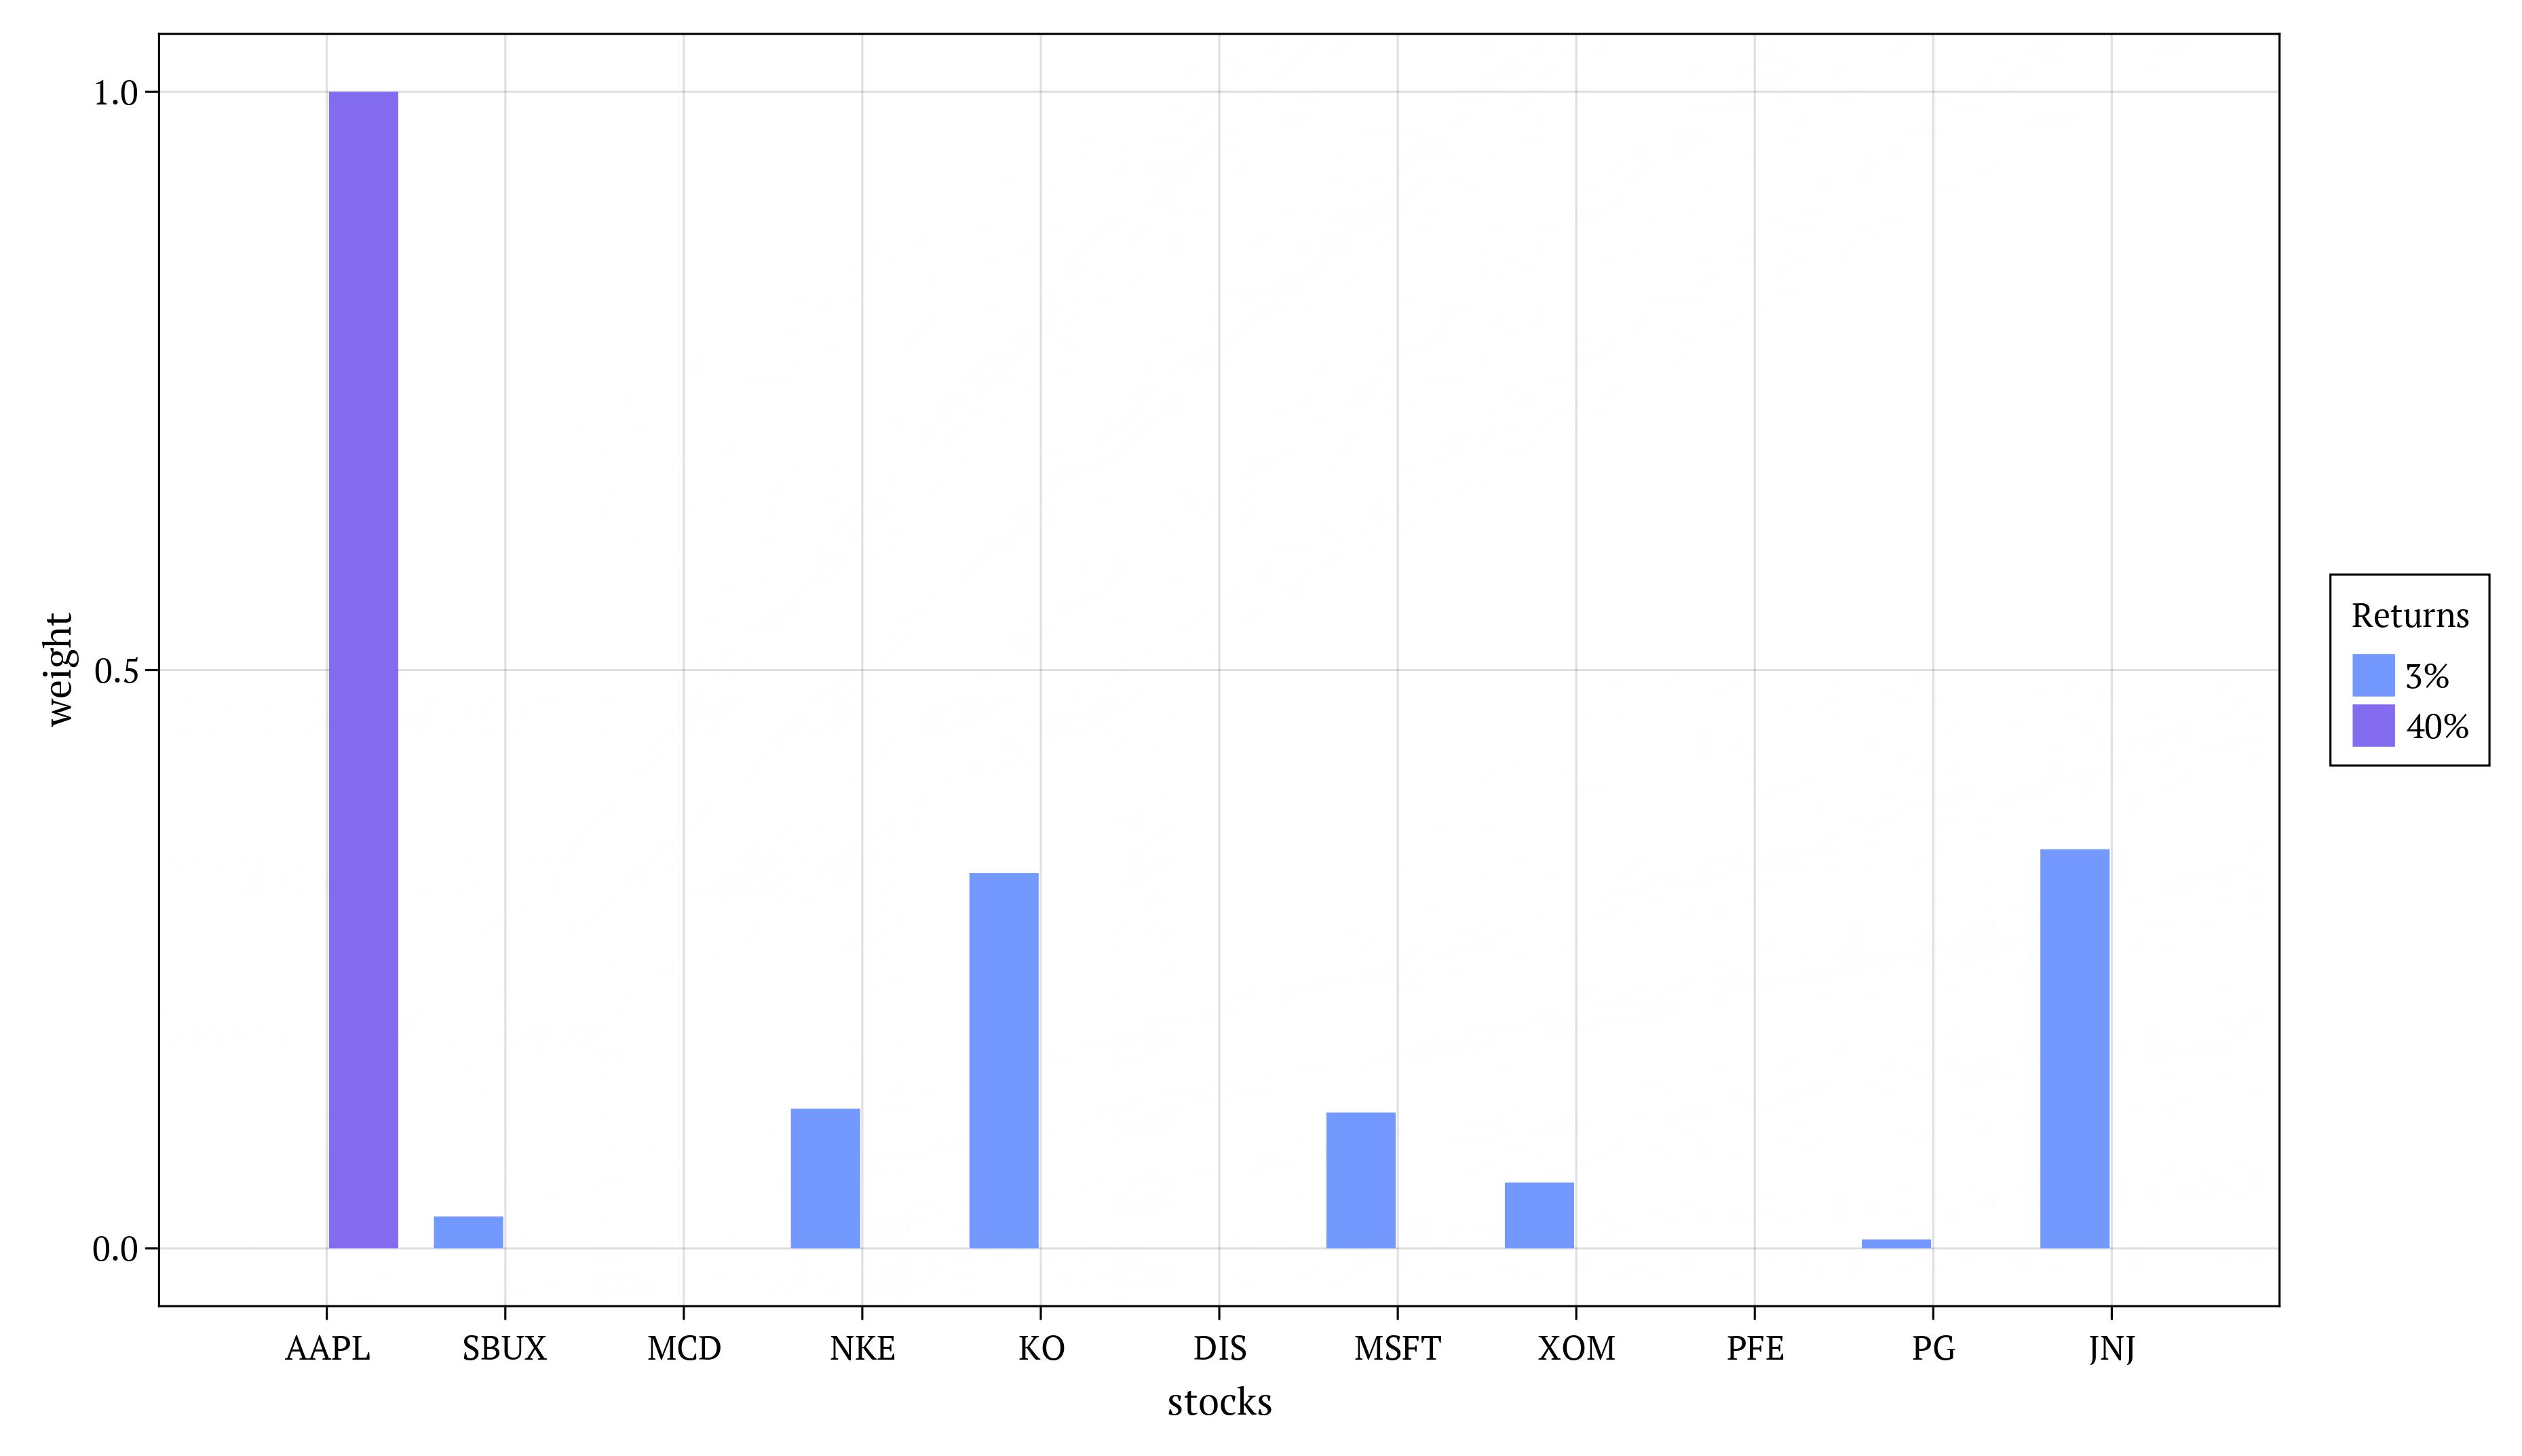 1.0
0.5
0.0
weight
AAPL SBUX MCD NKE KO DIS MSFT XOM PFE PG JNJ
stocks
Returns
3%
40%